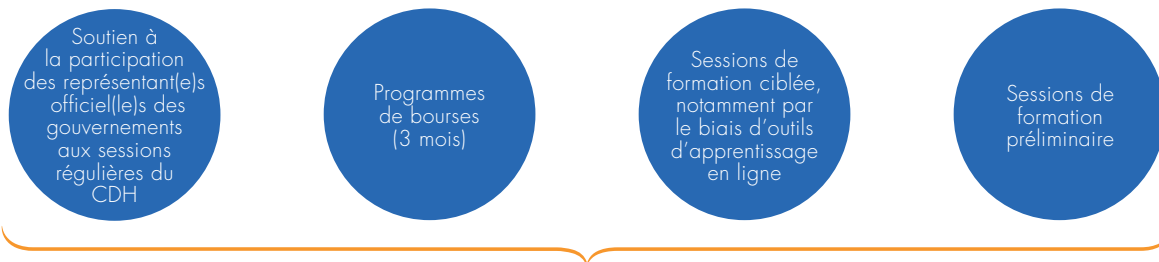 Soutien à
la participation
des représentant(e)s
officiel(le)s des
gouvernements
aux sessions
régulières du
CDH
Programmes
de bourses
(3 mois)
Sessions de
formation ciblée,
notamment par
le biais d'outils
d'apprentissage
en ligne
Sessions de
formation
préliminaire